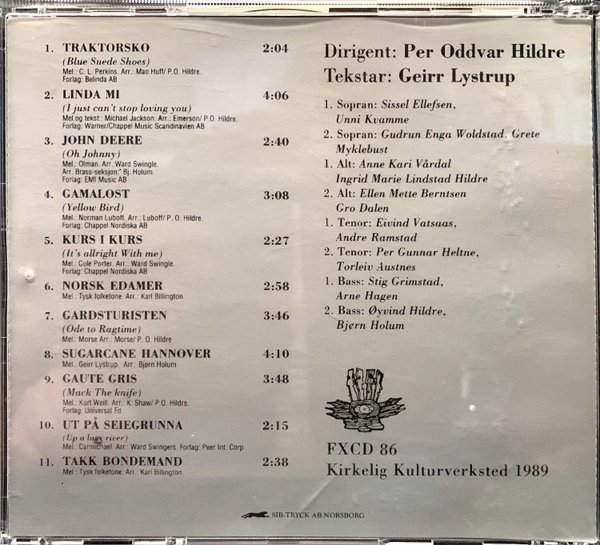 1. TRAKTORSKO 2:04
(Blue Suede Shoes)
Mel.: C. L. Perkins. Arr.: Mao Huff/ P.O. Hildre.
Forlag: Belinda AB
2. LINDA MI 4:06
(I just can't stop loving you)
Mel.og tekst: Michael Jackson. Arr.: Emerson/ P.O. Hildre.
Forlag: Warner/Chappel Music Scandinavien AB
3. JOHN DEERE 2:40
(Oh Johnny)
Mel.: Olman. Arr.:Ward Swingle.
Arr. Brass-seksjon:" Bj. Holum.
Forlag: EMI Music AB
4. GAMALOST 3:08
(Yellow Bird)
Mel.: Norman Luboff. Arr.: Luboff/ P.O. Hildre.
Forlag: Chappel Nordiska AB
5. KURS I KURS 2:27
(It's allright With me)
Mel.: Cole Porter. Arr.: Ward Swingle.
Forlag: Chappel Nordiska AB
6. NORSK EDAMER 2:58
Mel.: Tysk folketone. Arr.: Karl Billington
7. GARDSTURISTEN 3:46
(Ode to Ragtime)
Mel.: Morse Arr.: Morse/ P.O. Hildre
8. SUGARCANE HANNOVER 4:10
Mel.: Geirr Lystrup. Arr.: Bjørn Holum
9. GAUTE GRIS 3:48
(Mack The knife)
Mel.: Kurt Weill. Arr.: K. Shaw/ P.O. Hildre.
Forlag: Universal Ed
10. UT PÅ SEIEGRUNNA 2:15
(Up a lazy river)
Mel.: Carmichael. Arr.: Ward Swingers. Forlag: Peer Int. Corp
11. TAKK BONDEMAND 2:38
Mel.: Tysk folketone. Arr.: Karl Billington
Dirigent: Per Oddvar Hildre
Tekstar: Geirr Lystrup
1. Sopran: Sissel Ellefsen,
Unni Kvamme
2. Sopran: Gudrun Enga Woldstad, Grete
Myklebust
1. Alt: Anne Kari Vårdal
Ingrid Marie Lindstad Hildre
2. Alt: Ellen Mette Berntsen
Gro Dalen
1. Tenor: Eivind Vatsaas,
Andre Ramstad
2. Tenor: Per Gunnar Heltne,
Torleiv Austnes
1. Bass: Stig Grimstad,
Arne Hagen
2. Bass: Øyvind Hildre,
Bjørn Holum
FXCD 86
Kirkelig Kulturverksted 1989
SIB-TRYCK AB NORSBORG